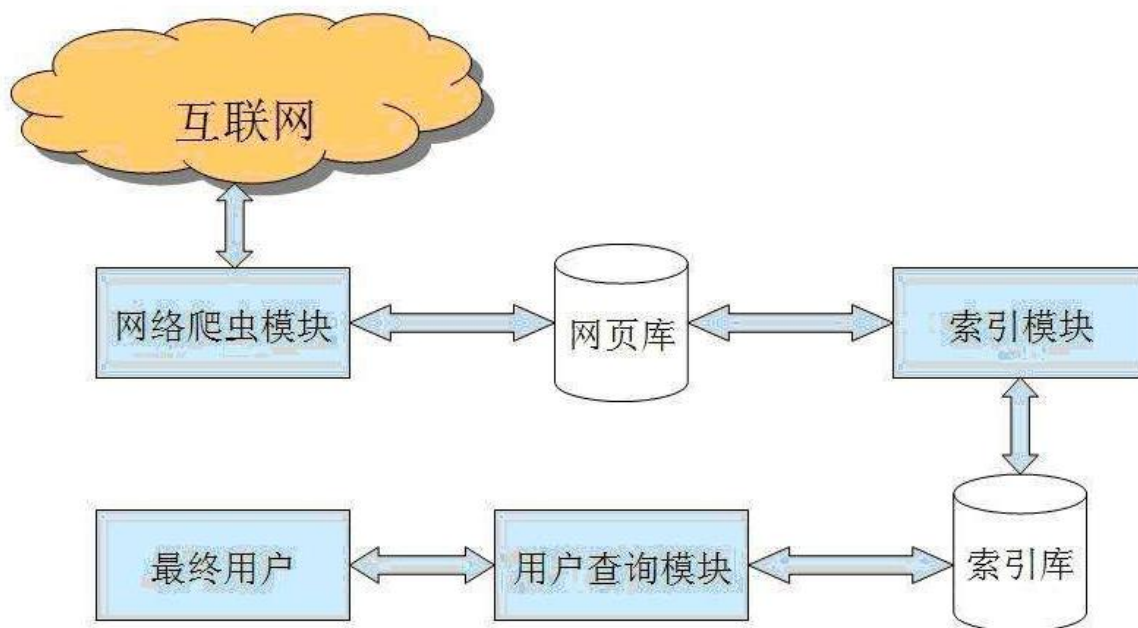 互联网
网络爬虫模块
网页库
索引模块
最终用户
用户查询模块
索引库